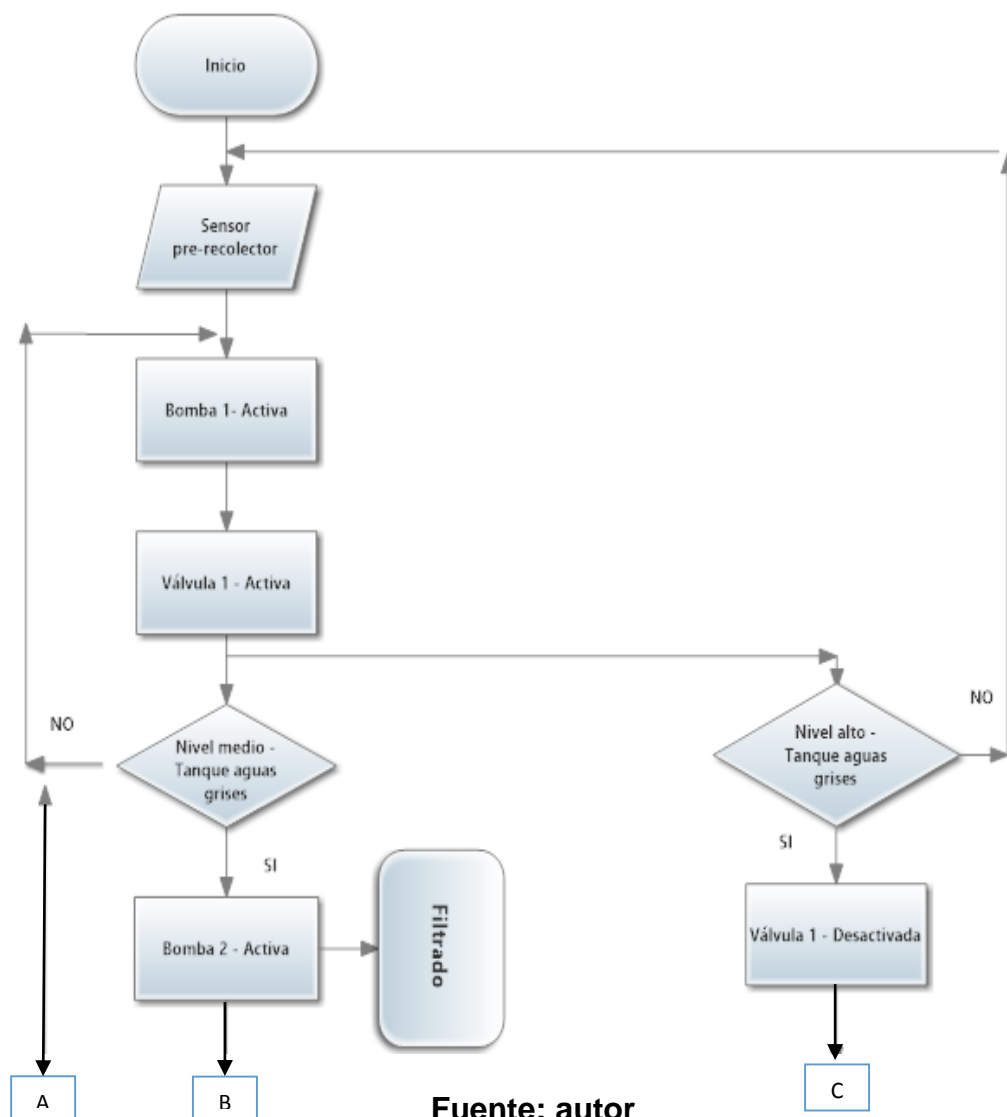 Inicio
Sensor
pre-recolector
Bomba 1- Activa
Válvula 1 - Activa
NO
Nivel medio -
Tanque aguas
grises
SI
NO
Nivel alto -
Tanque aguas
grises
SI
Bomba 2 - Activa
Filtrado
Válvula 1 - Desactivada
A
B
C
Fuente: autor